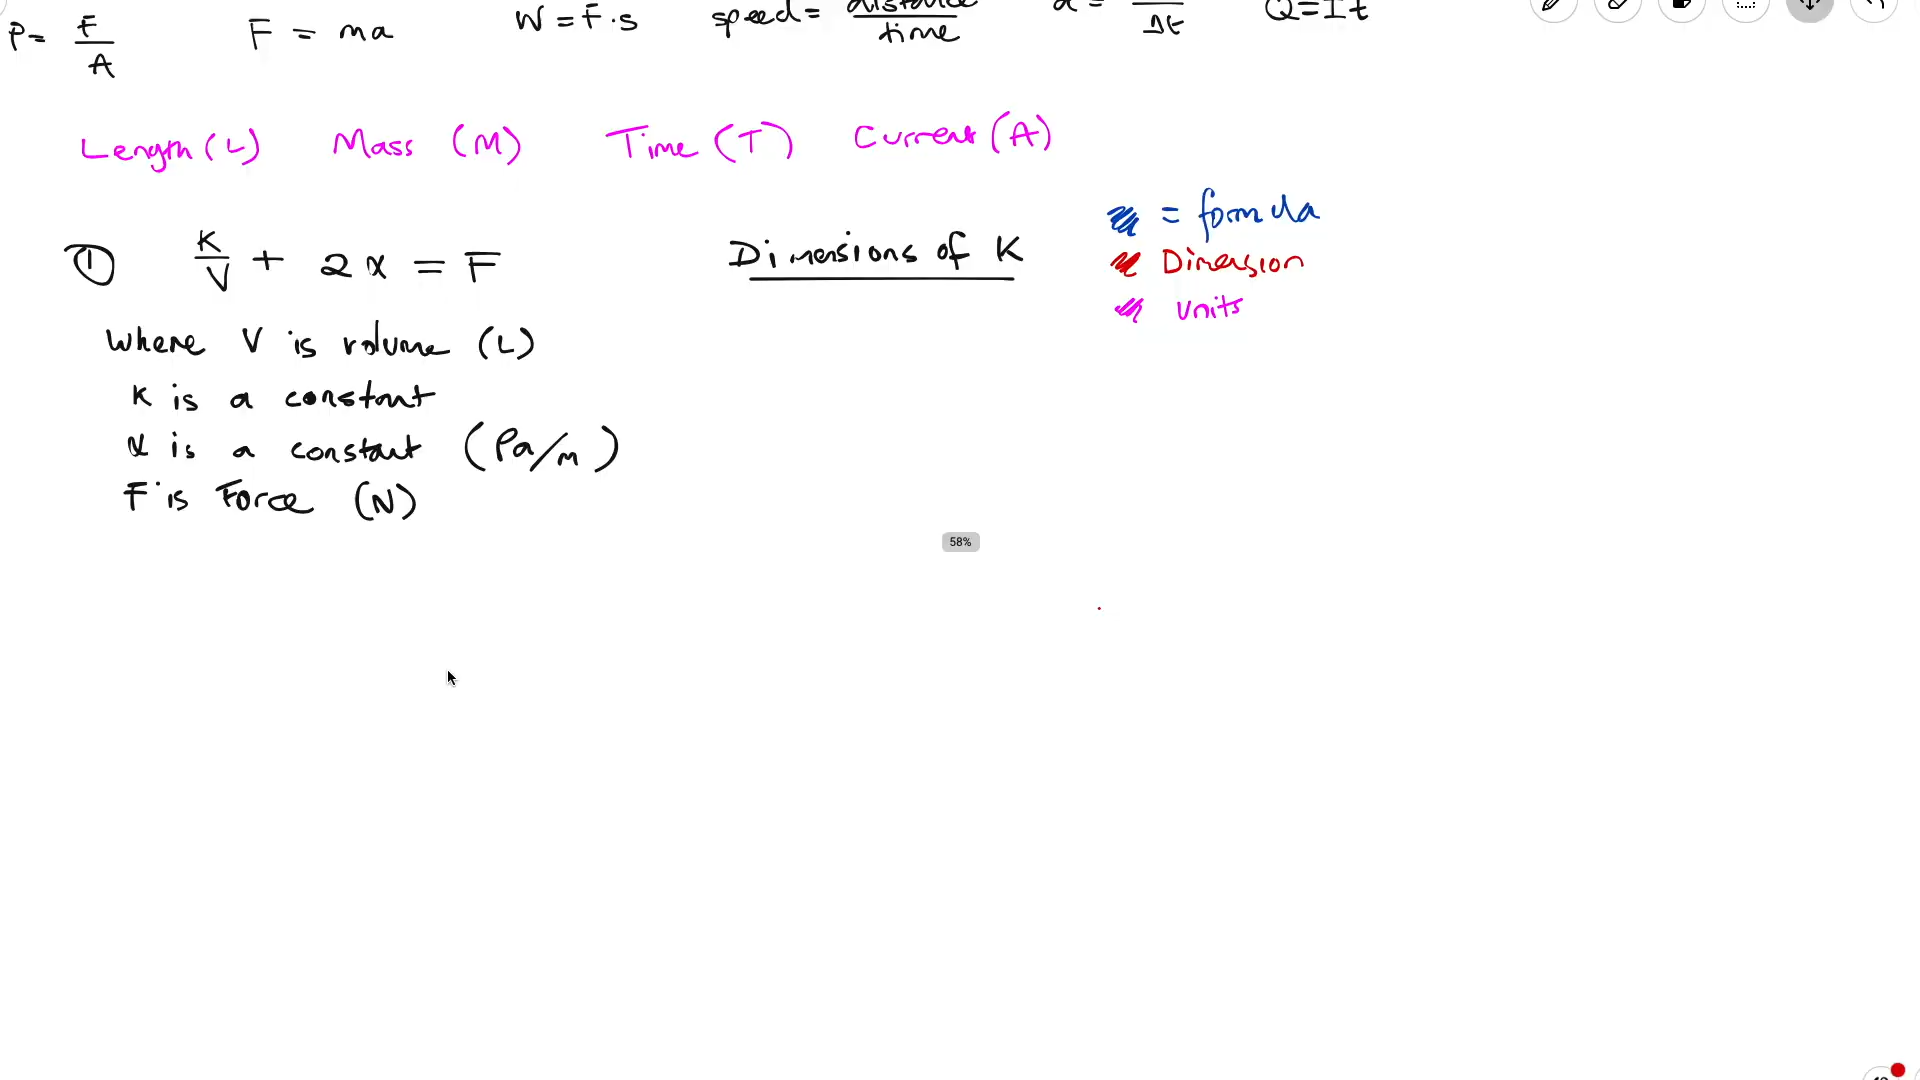 P = F/A F = ma W = F·s speed = distance/time = /Δt Q = It
Length (L) Mass (M) Time (T) Current (A)
① K/V + 2α = F Dimensions of K
= formula
Dimension
units
Where V is volume (L)
K is a constant
α is a constant (Pa/m)
F is Force (N)
58%